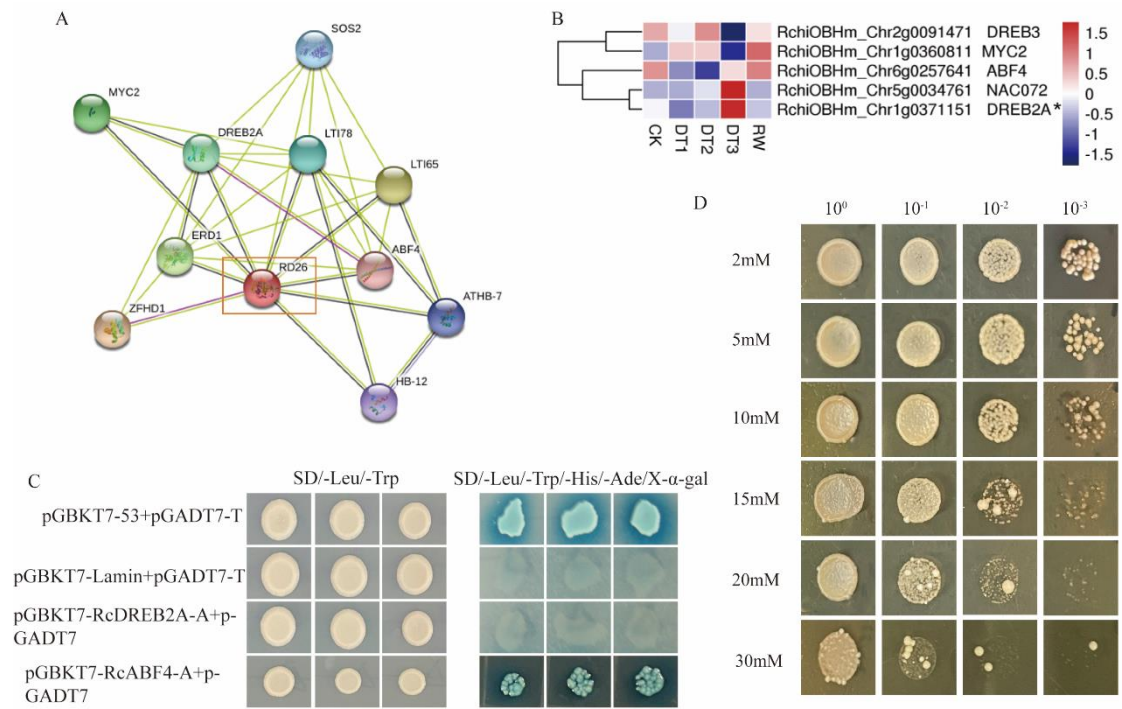 A
SOS2
MYC2
DREB2A
LTI78
LTI65
ERD1
ABF4
RD26
ZFHD1
ATHB-7
HB-12
B
RchiOBHm_Chr2g0091471 DREB3
RchiOBHm_Chr1g0360811 MYC2
RchiOBHm_Chr6g0257641 ABF4
RchiOBHm_Chr5g0034761 NAC072
RchiOBHm_Chr1g0371151 DREB2A*
CK DT1 DT2 DT3 RW
1.5
1
0.5
0
-0.5
-1
-1.5
C
SD/-Leu/-Trp SD/-Leu/-Trp/-His/-Ade/X-α-gal
pGBKT7-53+pGADT7-T
pGBKT7-Lamin+pGADT7-T
pGBKT7-RcDREB2A-A+p-
GADT7
pGBKT7-RcABF4-A+p-
GADT7
D
10⁰ 10⁻¹ 10⁻² 10⁻³
2mM
5mM
10mM
15mM
20mM
30mM